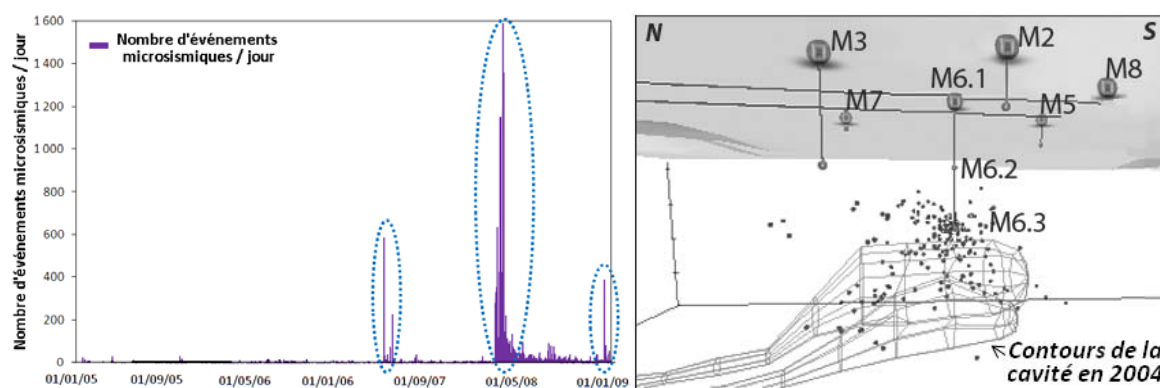 Nombre d'événements microsismiques / jour
1 600
1 400
1 200
1 000
800
600
400
200
0
Nombre d'événements
microsismiques / jour
01/01/05
01/09/05
01/05/06
01/01/06
01/09/07
01/05/08
01/01/09
N
S
M3
M2
M8
M6.1
M7
M5
M6.2
M6.3
Contours de la
cavité en 2004